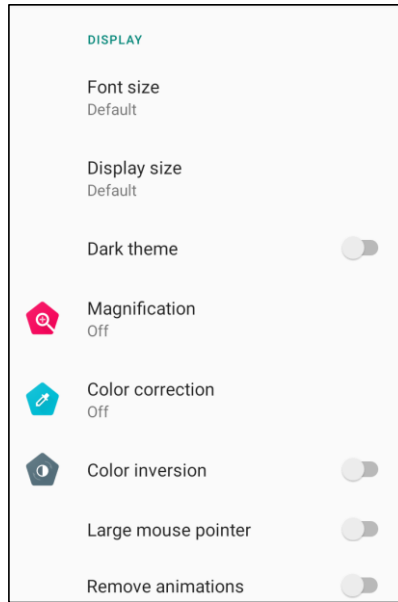 DISPLAY
Font size
Default
Display size
Default
Dark theme
Magnification
Off
Color correction
Off
Color inversion
Large mouse pointer
Remove animations